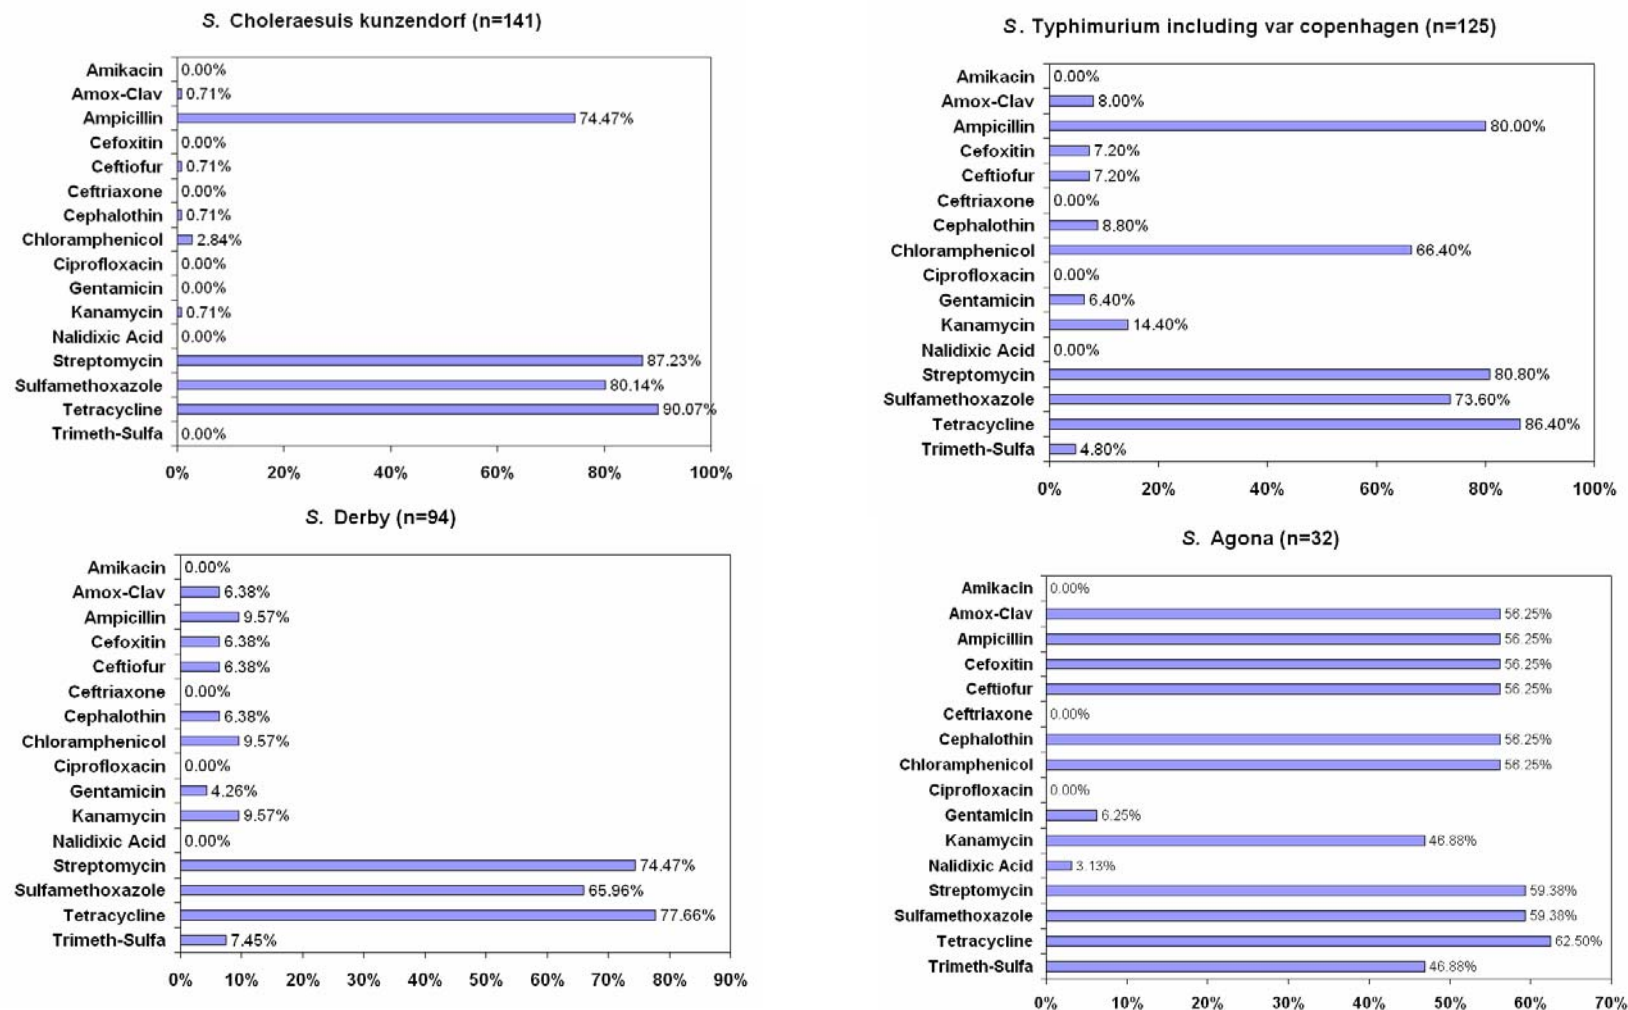 S. Choleraesuis kunzendorf (n=141)
Amikacin 0.00%
Amox-Clav 0.71%
Ampicillin 74.47%
Cefoxitin 0.00%
Ceftiofur 0.71%
Ceftriaxone 0.00%
Cephalothin 0.71%
Chloramphenicol 2.84%
Ciprofloxacin 0.00%
Gentamicin 0.00%
Kanamycin 0.71%
Nalidixic Acid 0.00%
Streptomycin 87.23%
Sulfamethoxazole 80.14%
Tetracycline 90.07%
Trimeth-Sulfa 0.00%
0% 20% 40% 60% 80% 100%
S. Typhimurium including var copenhagen (n=125)
Amikacin 0.00%
Amox-Clav 8.00%
Ampicillin 80.00%
Cefoxitin 7.20%
Ceftiofur 7.20%
Ceftriaxone 0.00%
Cephalothin 8.80%
Chloramphenicol 66.40%
Ciprofloxacin 0.00%
Gentamicin 6.40%
Kanamycin 14.40%
Nalidixic Acid 0.00%
Streptomycin 80.80%
Sulfamethoxazole 73.60%
Tetracycline 86.40%
Trimeth-Sulfa 4.80%
0% 20% 40% 60% 80% 100%
S. Derby (n=94)
Amikacin 0.00%
Amox-Clav 6.38%
Ampicillin 9.57%
Cefoxitin 6.38%
Ceftiofur 6.38%
Ceftriaxone 0.00%
Cephalothin 6.38%
Chloramphenicol 9.57%
Ciprofloxacin 0.00%
Gentamicin 4.26%
Kanamycin 9.57%
Nalidixic Acid 0.00%
Streptomycin 74.47%
Sulfamethoxazole 65.96%
Tetracycline 77.66%
Trimeth-Sulfa 7.45%
0% 10% 20% 30% 40% 50% 60% 70% 80% 90%
S. Agona (n=32)
Amikacin 0.00%
Amox-Clav 56.25%
Ampicillin 56.25%
Cefoxitin 56.25%
Ceftiofur 56.25%
Ceftriaxone 0.00%
Cephalothin 56.25%
Chloramphenicol 56.25%
Ciprofloxacin 0.00%
Gentamicin 6.25%
Kanamycin 46.88%
Nalidixic Acid 3.13%
Streptomycin 59.38%
Sulfamethoxazole 59.38%
Tetracycline 62.50%
Trimeth-Sulfa 46.88%
0% 10% 20% 30% 40% 50% 60% 70%